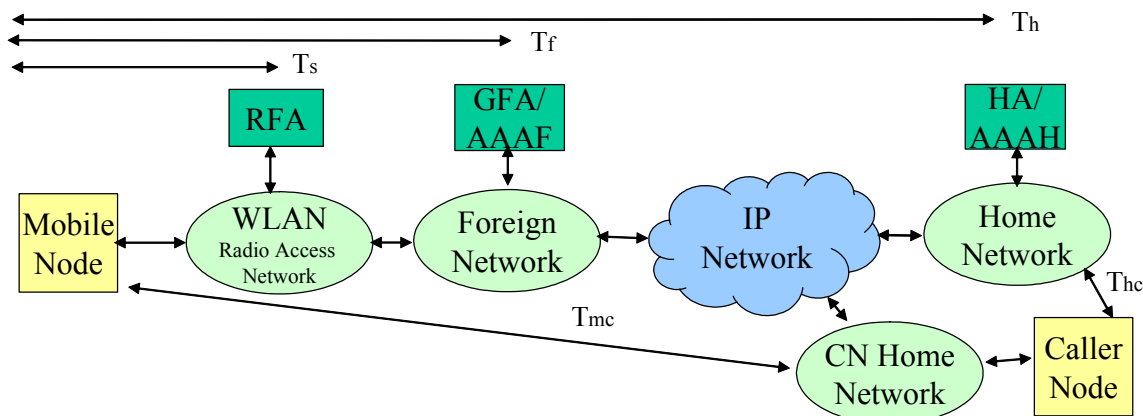 Th
Tf
Ts
RFA
GFA/
AAAF
HA/
AAAH
Mobile
Node
WLAN
Radio Access
Network
Foreign
Network
IP
Network
Home
Network
Thc
Tmc
CN Home
Network
Caller
Node